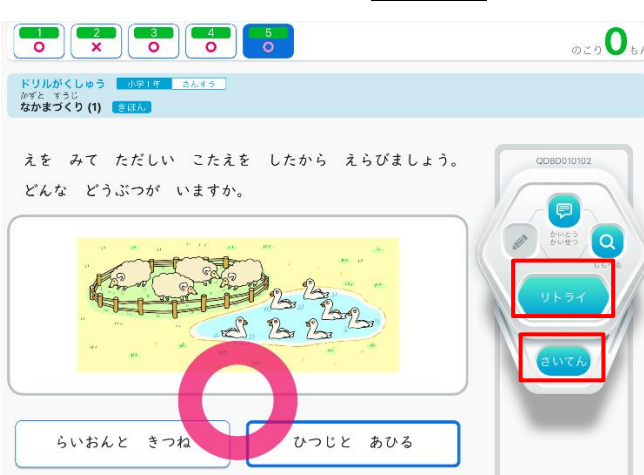 1 2 3 4 5
○ × ○ ○ ○
のこり0もん
ドリルがくしゅう 小学1年 さんすう
かずと すうじ
なかまづくり (1) きほん
えを みて ただしい こたえを したから えらびましょう。
どんな どうぶつが いますか。
QDBD010102
かいとう
かいせつ
リトライ
さいてん
らいおんと きつね
ひつじと あひる